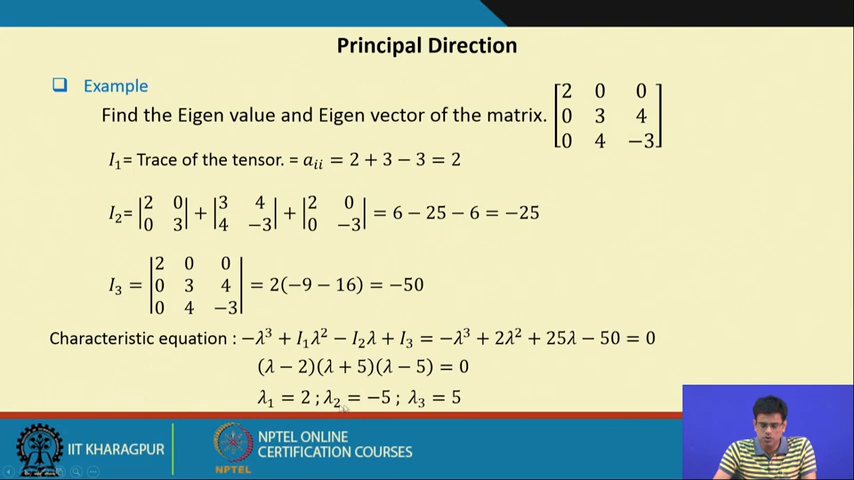 Principal Direction
Example
Find the Eigen value and Eigen vector of the matrix. [2 0 0; 0 3 4; 0 4 −3]
I₁= Trace of the tensor. = aᵢᵢ = 2 + 3 − 3 = 2
I₂= |2 0; 0 3| + |3 4; 4 −3| + |2 0; 0 −3| = 6 − 25 − 6 = −25
I₃ = |2 0 0; 0 3 4; 0 4 −3| = 2(−9 − 16) = −50
Characteristic equation : −λ³ + I₁λ² − I₂λ + I₃ = −λ³ + 2λ² + 25λ − 50 = 0
(λ − 2)(λ + 5)(λ − 5) = 0
λ₁ = 2 ; λ₂ = −5 ; λ₃ = 5
IIT KHARAGPUR
NPTEL
NPTEL ONLINE
CERTIFICATION COURSES